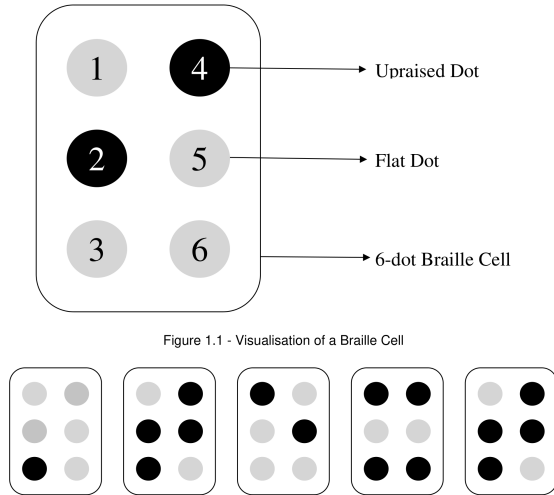 1 4 Upraised Dot
2 5 Flat Dot
3 6 6-dot Braille Cell
Figure 1.1 - Visualisation of a Braille Cell
⠄⠞⠑⠭⠞